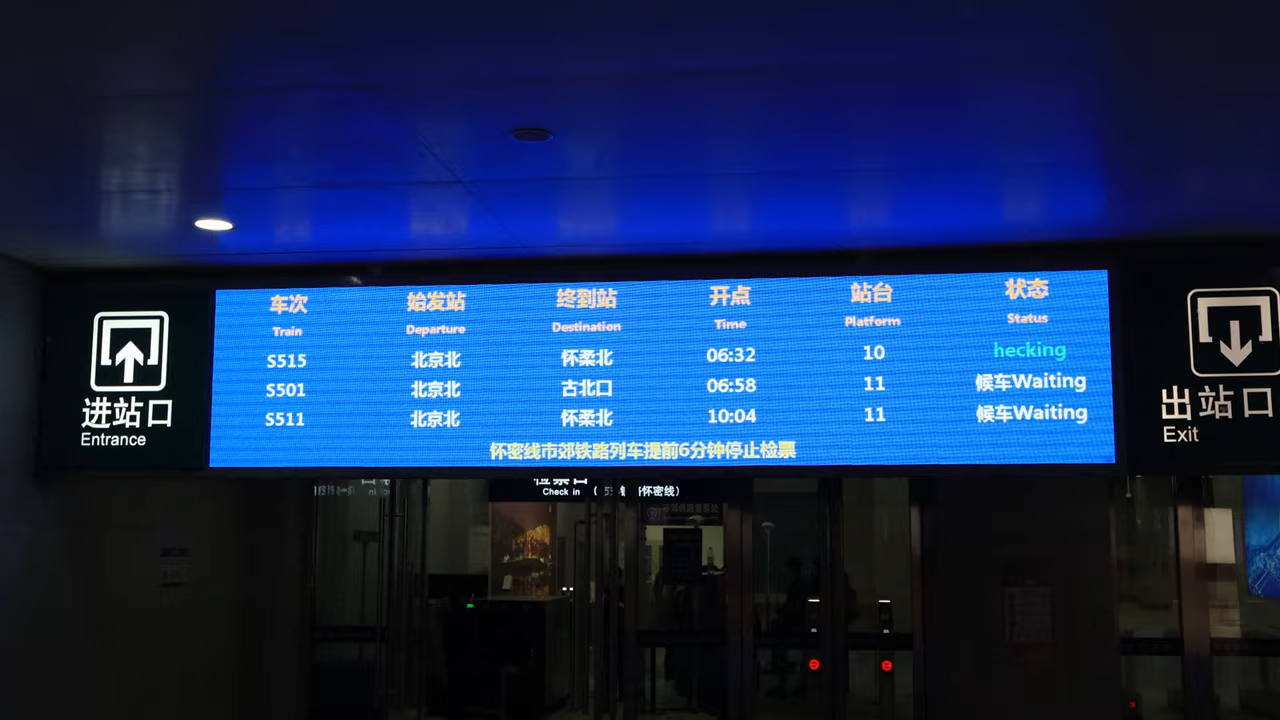 车次 始发站 终到站 开点 站台 状态
Train Departure Destination Time Platform Status
S515 北京北 怀柔北 06:32 10 hecking
S501 北京北 古北口 06:58 11 候车Waiting
S511 北京北 怀柔北 10:04 11 候车Waiting
怀密线市郊铁路列车提前6分钟停止检票
进站口
Entrance
出站口
Exit
检票口
Check in 怀密线）